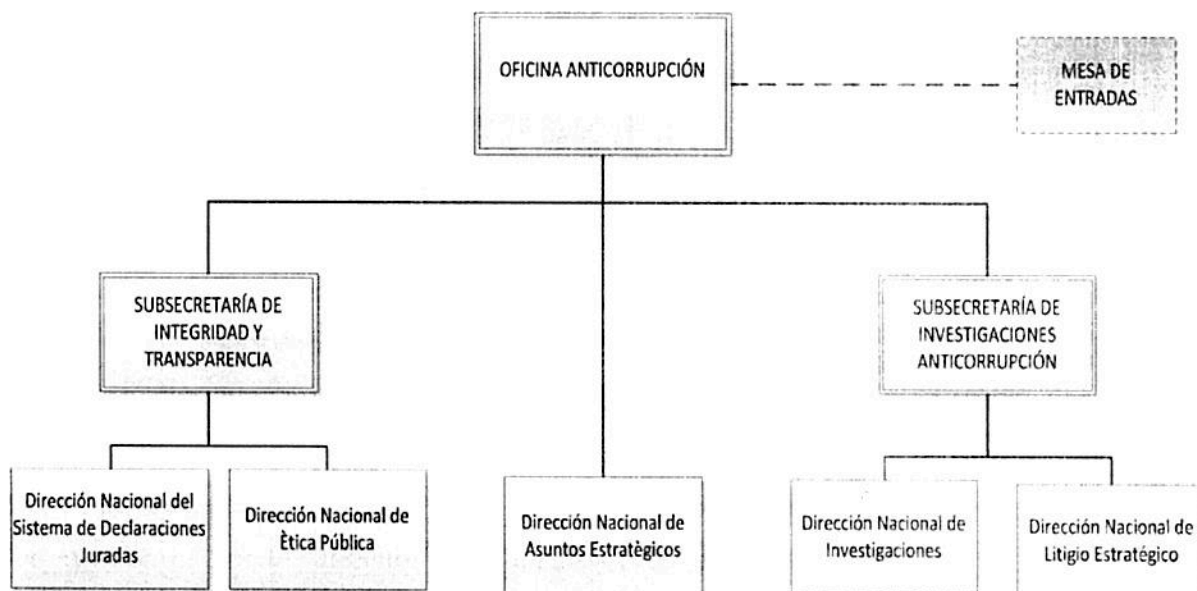 OFICINA ANTICORRUPCIÓN
MESA DE
ENTRADAS
SUBSECRETARÍA DE
INTEGRIDAD Y
TRANSPARENCIA
SUBSECRETARÍA DE
INVESTIGACIONES
ANTICORRUPCIÓN
Dirección Nacional del
Sistema de Declaraciones
Juradas
Dirección Nacional de
Ètica Pública
Dirección Nacional de
Asuntos Estratègicos
Dirección Nacional de
Investigaciones
Dirección Nacional de
Litigio Estratégico